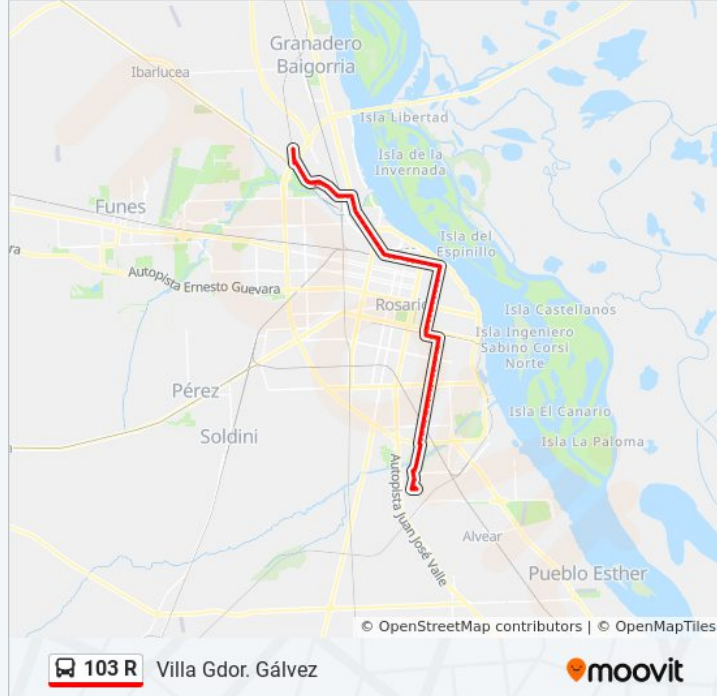 Granadero
Baigorria
Ibarlucea
Isla Libertad
Isla de la
Invernada
Funes
Isla del
Espinillo
Autopista Ernesto Guevara
Rosario
Isla Castellanos
Isla Ingeniero
Sabino Corsi
Norte
Pérez
Isla El Canario
Soldini
Isla La Paloma
Autopista Juan José Valle
Alvear
Pueblo Esther
© OpenStreetMap contributors | © OpenMapTiles
103 R Villa Gdor. Gálvez
moovit